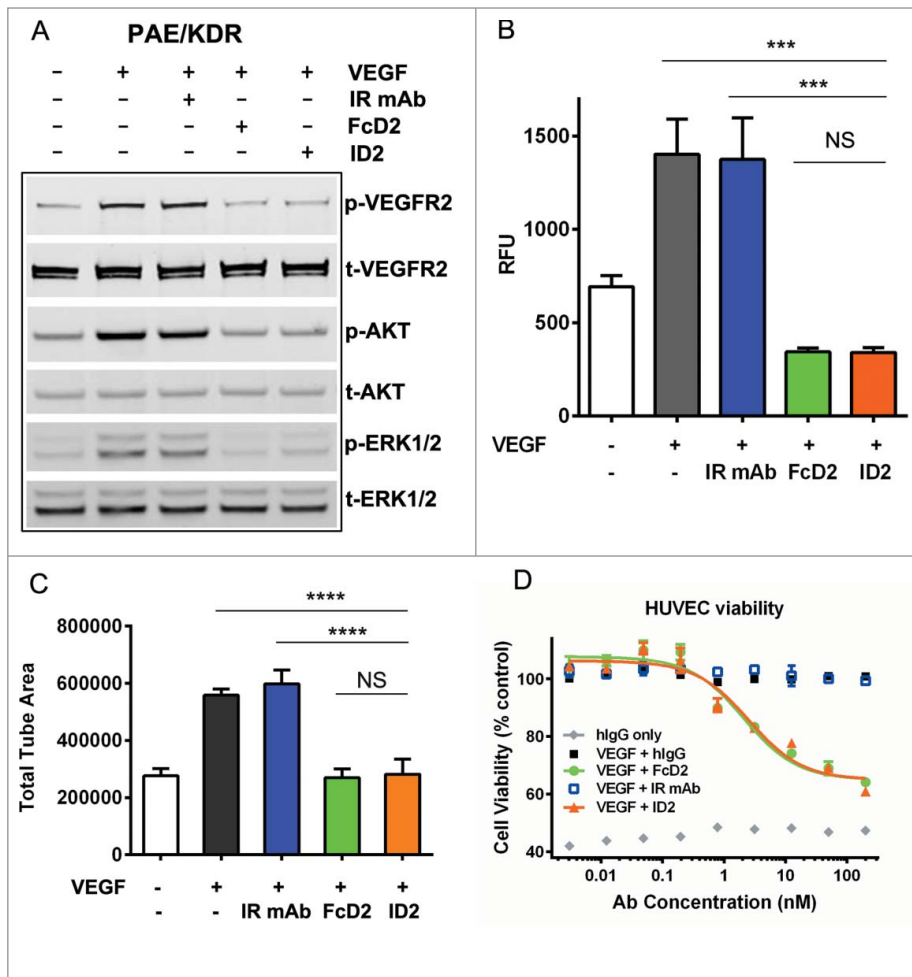 A
PAE/KDR
- + + + + VEGF
- - + - - IR mAb
- - - + - FcD2
- - - - + ID2
p-VEGFR2
t-VEGFR2
p-AKT
t-AKT
p-ERK1/2
t-ERK1/2
B
***
***
NS
1500
1000
500
0
RFU
VEGF - + + + +
- - IR mAb FcD2 ID2
C
****
****
NS
800000
600000
400000
200000
0
Total Tube Area
VEGF - + + + +
- - IR mAb FcD2 ID2
D
HUVEC viability
120
100
80
60
40
Cell Viability (% control)
hIgG only
VEGF + hIgG
VEGF + FcD2
VEGF + IR mAb
VEGF + ID2
0.01 0.1 1 10 100
Ab Concentration (nM)